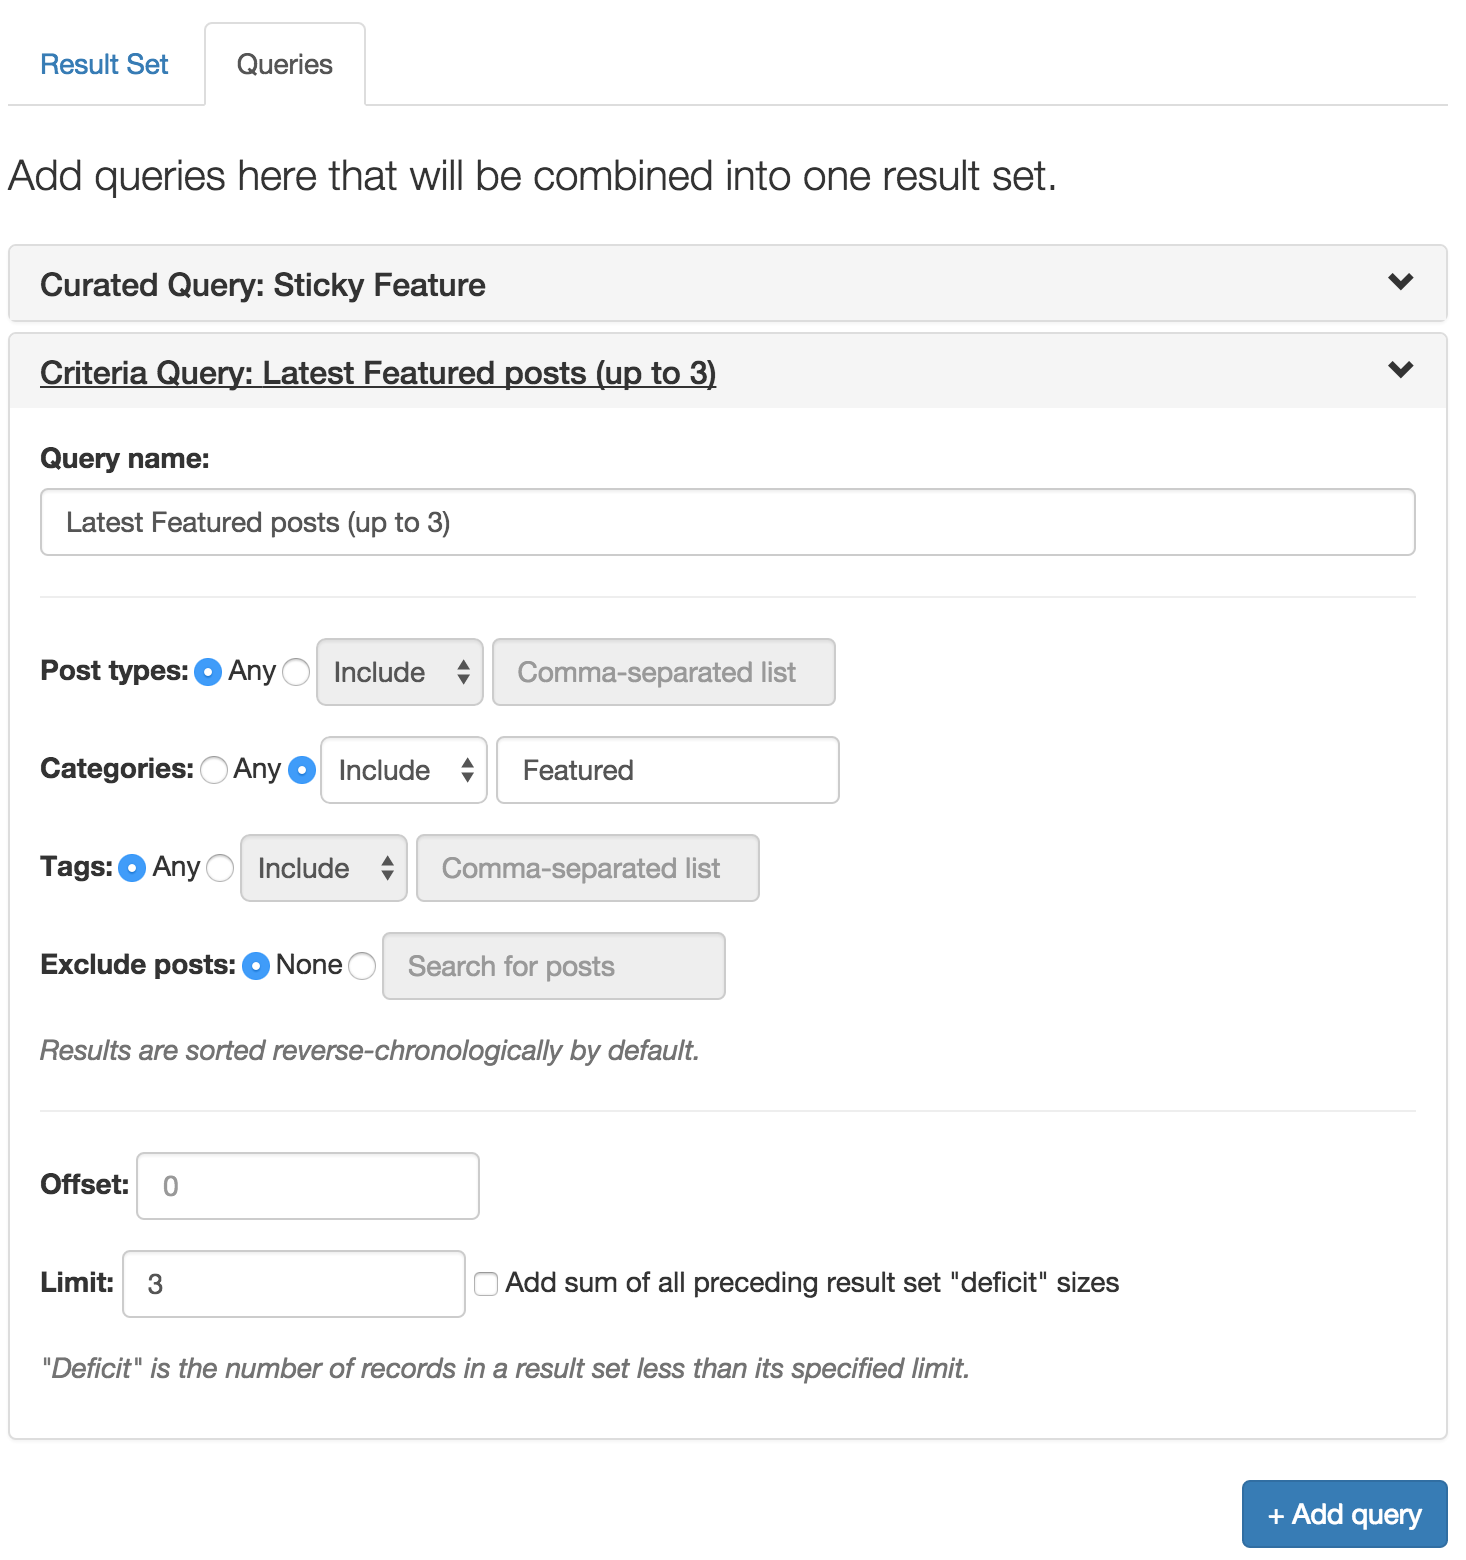 Result Set Queries
Add queries here that will be combined into one result set.
Curated Query: Sticky Feature
Criteria Query: Latest Featured posts (up to 3)
Query name:
Latest Featured posts (up to 3)
Post types: Any Include Comma-separated list
Categories: Any Include Featured
Tags: Any Include Comma-separated list
Exclude posts: None Search for posts
Results are sorted reverse-chronologically by default.
Offset: 0
Limit: 3 Add sum of all preceding result set "deficit" sizes
"Deficit" is the number of records in a result set less than its specified limit.
+ Add query